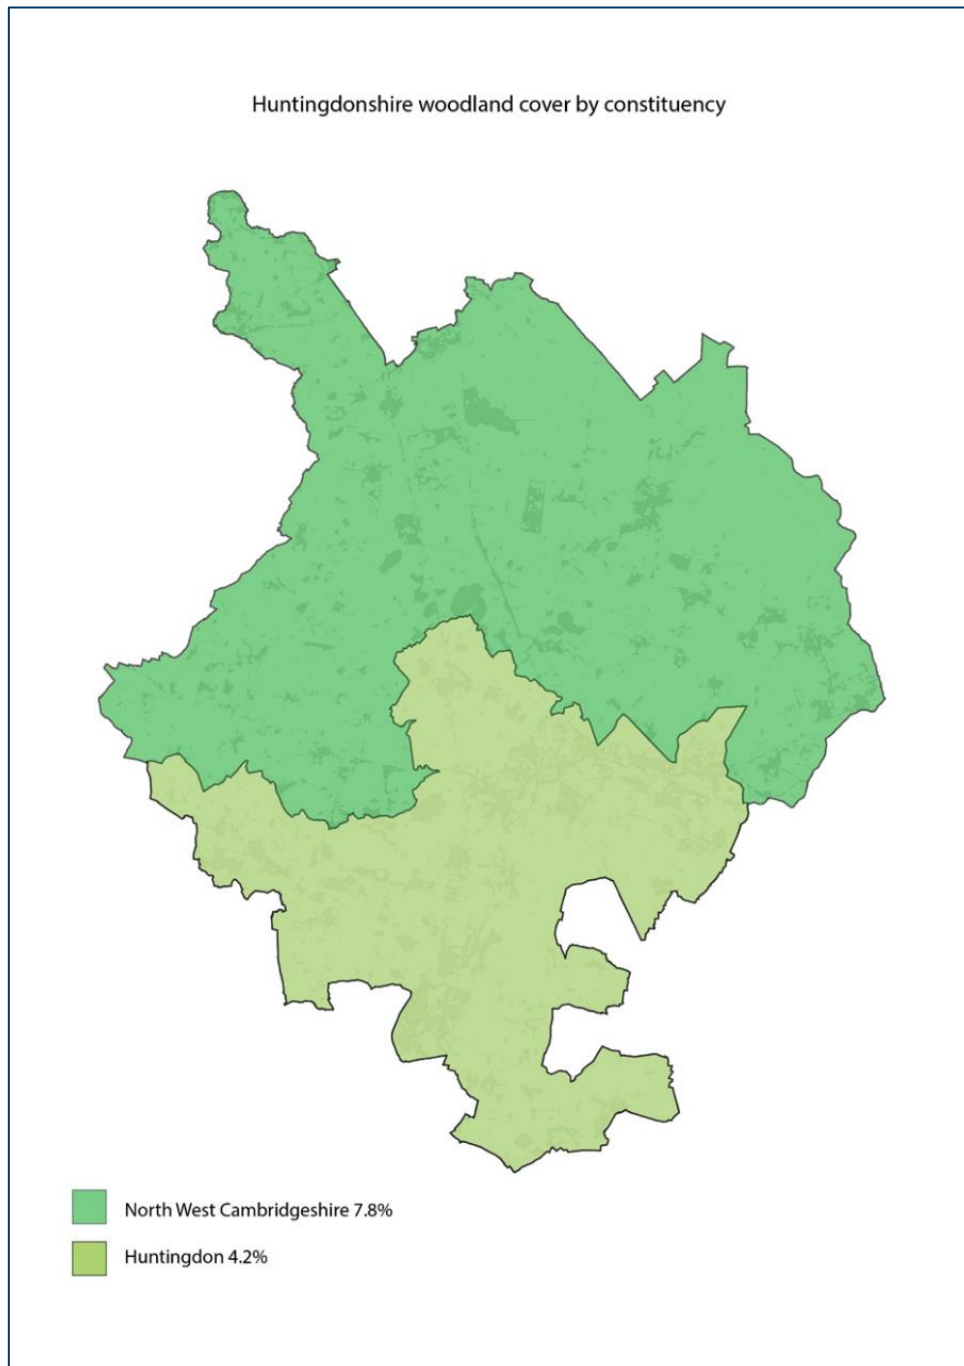 Huntingdonshire woodland cover by constituency
North West Cambridgeshire 7.8%
Huntingdon 4.2%